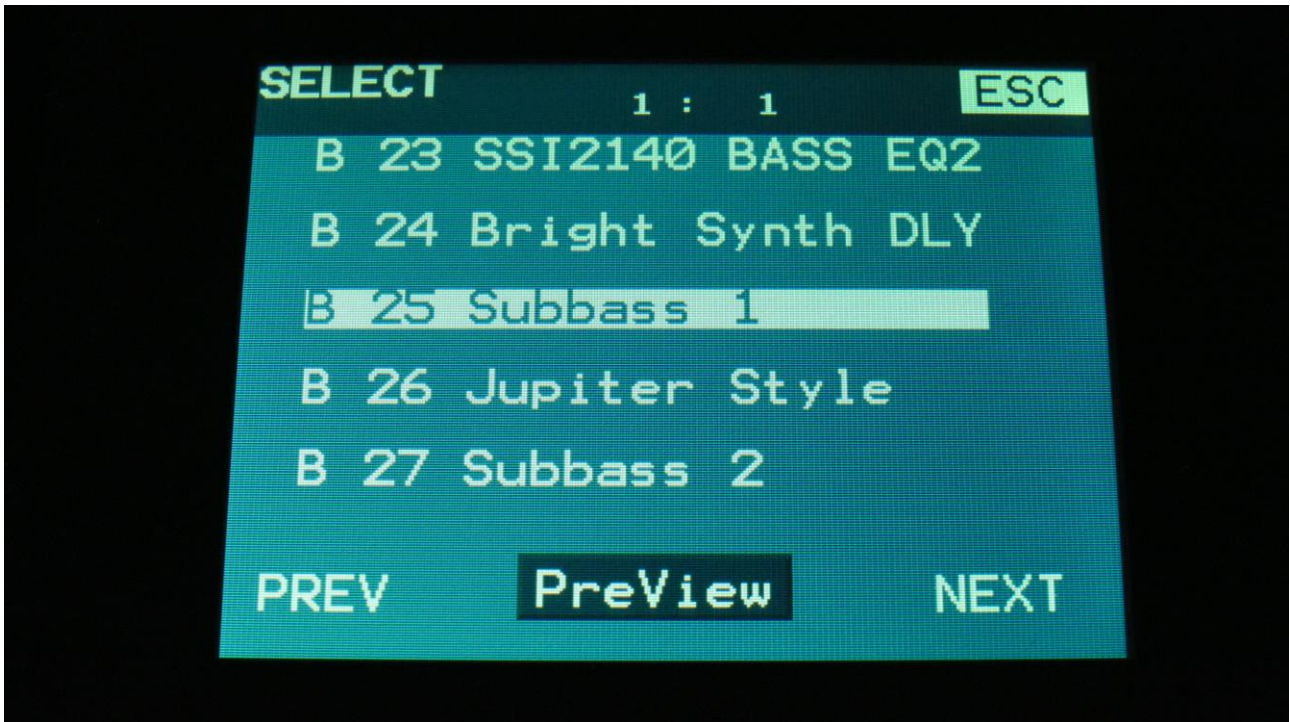 SELECT 1 : 1 ESC
B 23 SSI2140 BASS EQ2
B 24 Bright Synth DLY
B 25 Subbass 1
B 26 Jupiter Style
B 27 Subbass 2
PREV PreView NEXT